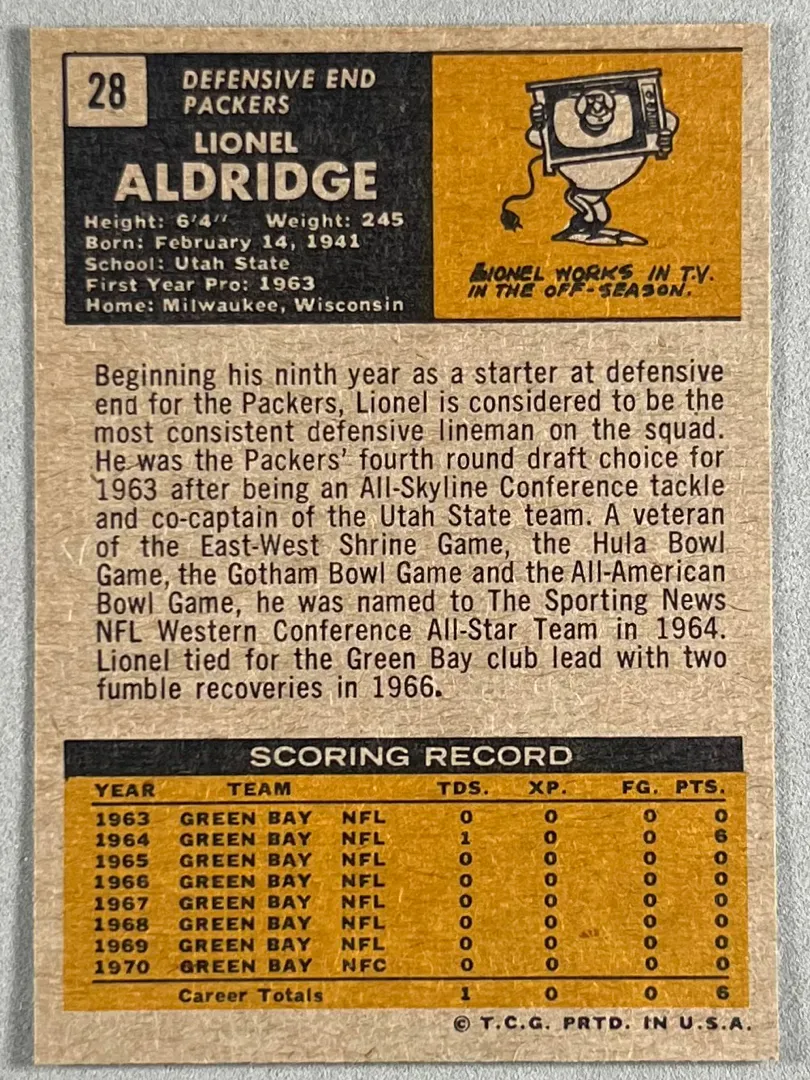 28
DEFENSIVE END
PACKERS
LIONEL
ALDRIDGE
Height: 6'4" Weight: 245
Born: February 14, 1941
School: Utah State
First Year Pro: 1963
Home: Milwaukee, Wisconsin
LIONEL WORKS IN T.V.
IN THE OFF-SEASON.
Beginning his ninth year as a starter at defensive
end for the Packers, Lionel is considered to be the
most consistent defensive lineman on the squad.
He was the Packers' fourth round draft choice for
1963 after being an All-Skyline Conference tackle
and co-captain of the Utah State team. A veteran
of the East-West Shrine Game, the Hula Bowl
Game, the Gotham Bowl Game and the All-American
Bowl Game, he was named to The Sporting News
NFL Western Conference All-Star Team in 1964.
Lionel tied for the Green Bay club lead with two
fumble recoveries in 1966.
SCORING RECORD
YEAR TEAM TDS. XP. FG. PTS.
1963 GREEN BAY NFL 0 0 0 0
1964 GREEN BAY NFL 1 0 0 6
1965 GREEN BAY NFL 0 0 0 0
1966 GREEN BAY NFL 0 0 0 0
1967 GREEN BAY NFL 0 0 0 0
1968 GREEN BAY NFL 0 0 0 0
1969 GREEN BAY NFL 0 0 0 0
1970 GREEN BAY NFC 0 0 0 0
Career Totals 1 0 0 6
© T.C.G. PRTD. IN U.S.A.